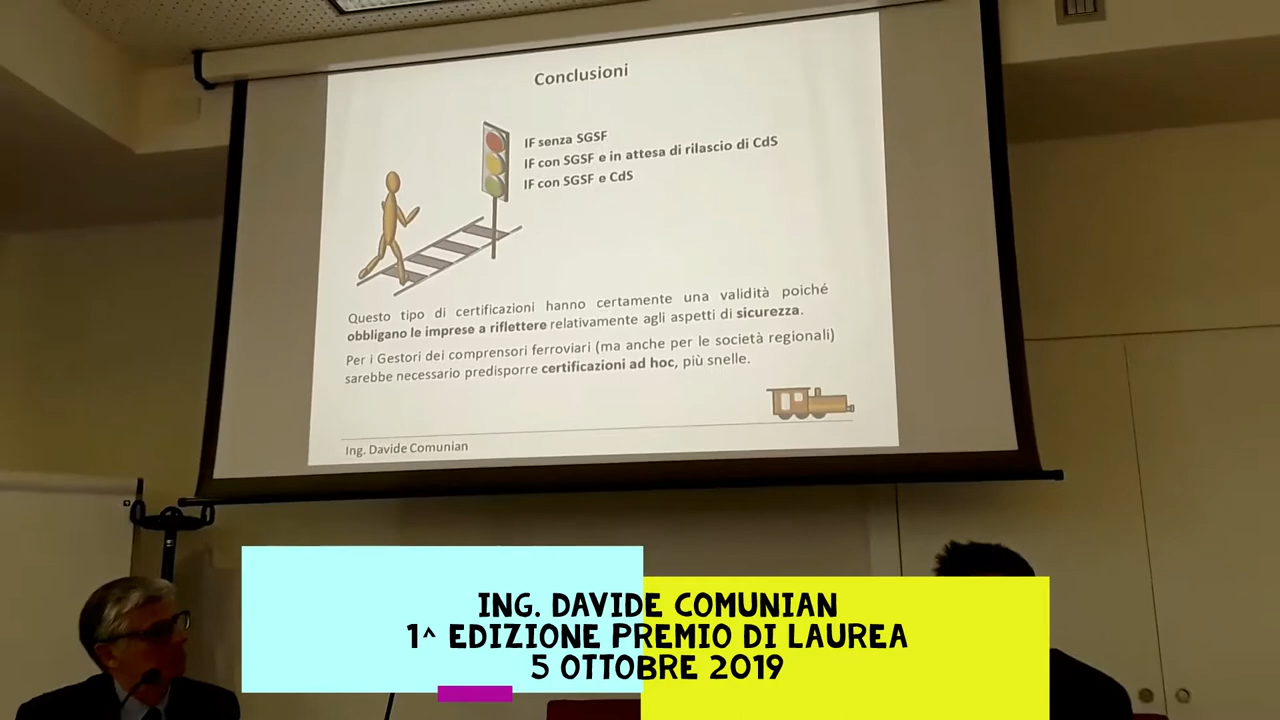 Conclusioni
IF senza SGSF
IF con SGSF e in attesa di rilascio di CdS
IF con SGSF e CdS
Questo tipo di certificazioni hanno certamente una validità poiché
obbligano le imprese a riflettere relativamente agli aspetti di sicurezza.
Per i Gestori dei comprensori ferroviari (ma anche per le società regionali)
sarebbe necessario predisporre certificazioni ad hoc, più snelle.
Ing. Davide Comunian
ING. DAVIDE COMUNIAN
1^ EDIZIONE PREMIO DI LAUREA
5 OTTOBRE 2019